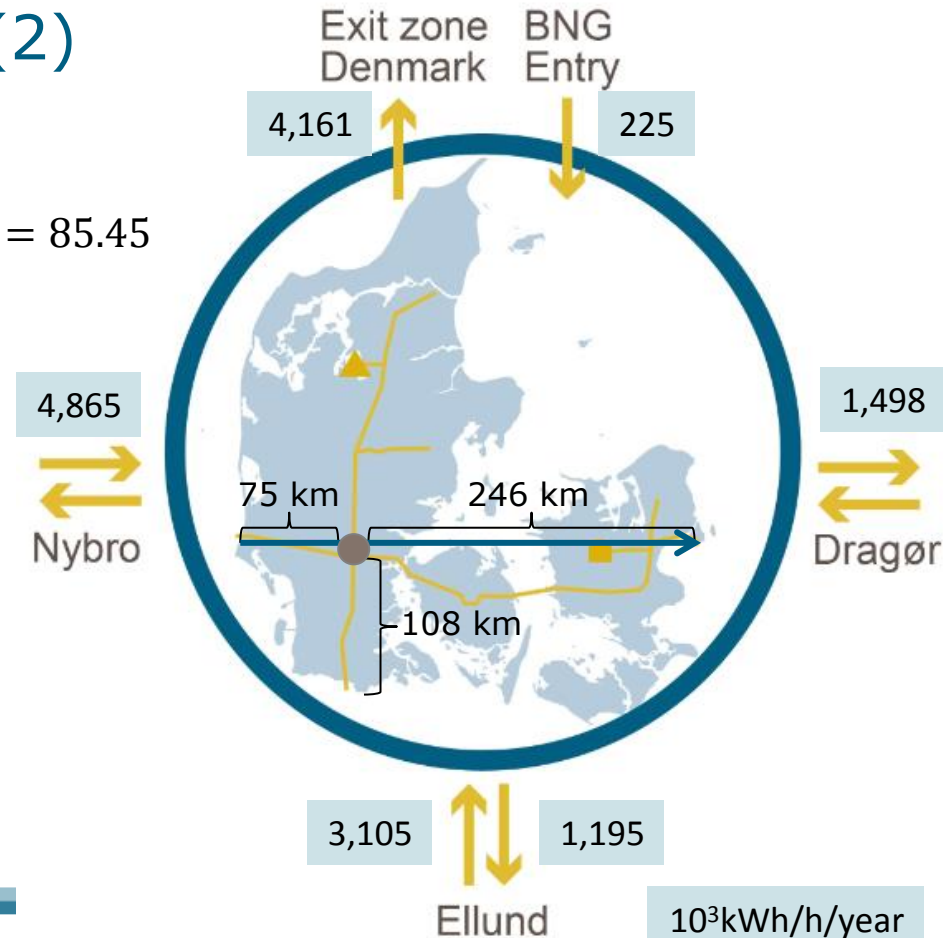 (2)
Exit zone
Denmark
BNG
Entry
4,161
225
= 85.45
4,865
1,498
75 km
246 km
Nybro
Dragør
108 km
3,105
1,195
Ellund
10³kWh/h/year